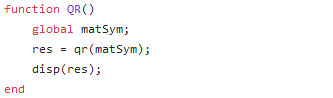 function QR()
    global matSym;
    res = qr(matSym);
    disp(res);
end